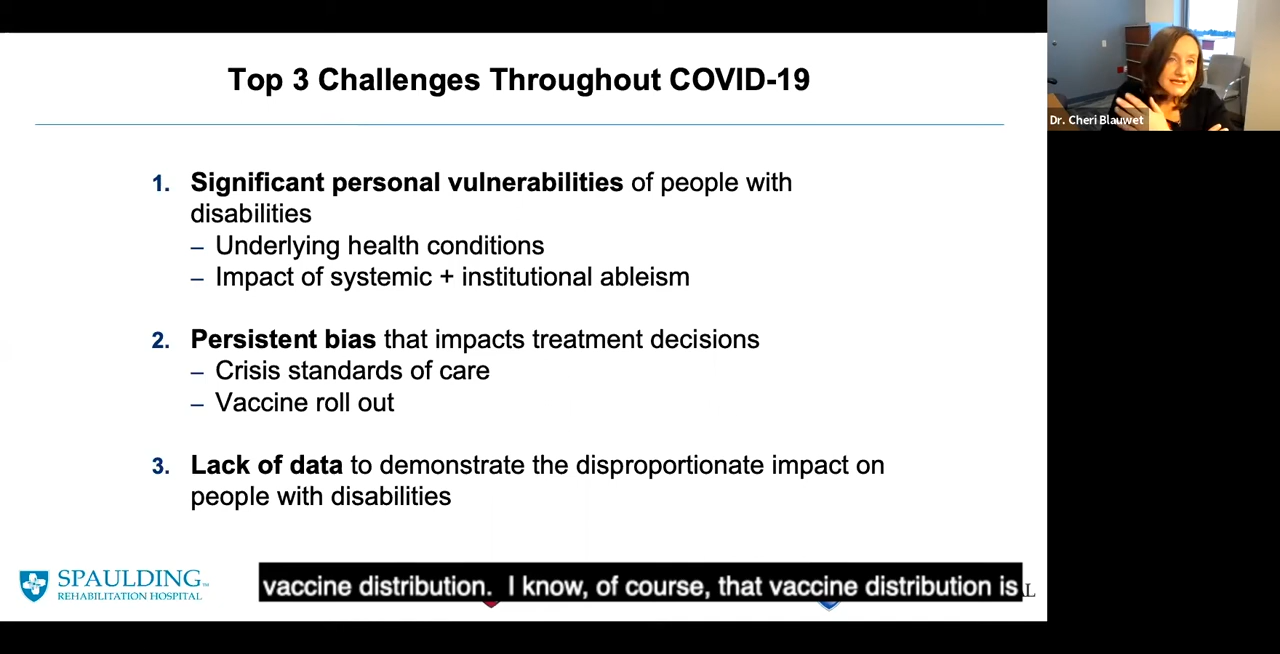 Top 3 Challenges Throughout COVID-19
Dr. Cheri Blauwet
1. Significant personal vulnerabilities of people with
disabilities
– Underlying health conditions
– Impact of systemic + institutional ableism
2. Persistent bias that impacts treatment decisions
– Crisis standards of care
– Vaccine roll out
3. Lack of data to demonstrate the disproportionate impact on
people with disabilities
SPAULDING
REHABILITATION HOSPITAL
vaccine distribution. I know, of course, that vaccine distribution is